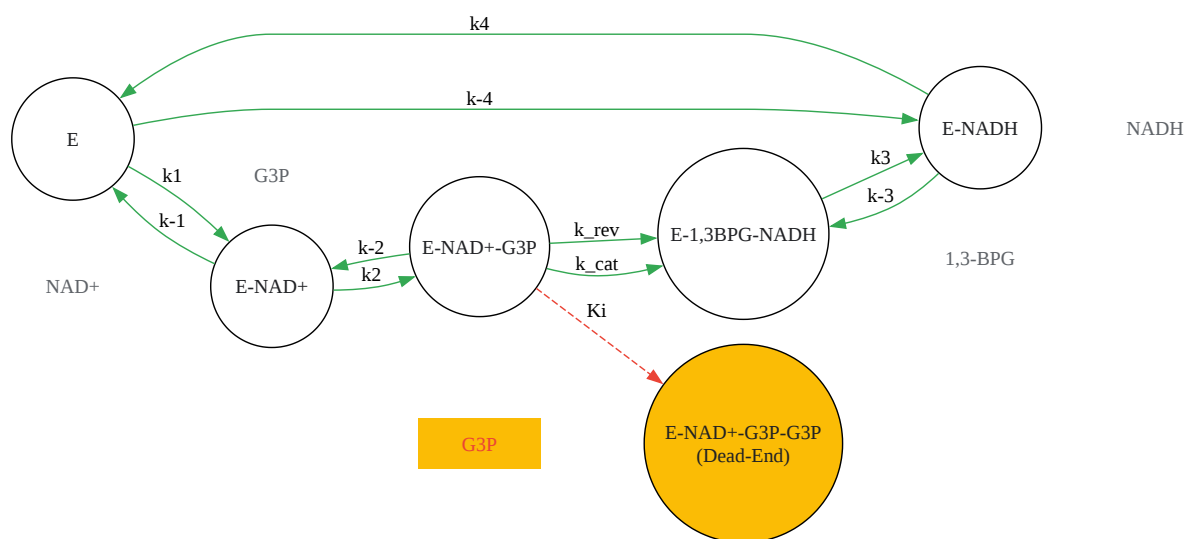 k4
E
k-4
E-NADH
NADH
k1
G3P
k3
k-1
k-3
k-2
E-NAD+-G3P
k_rev
E-1,3BPG-NADH
k2
k_cat
NAD+
E-NAD+
1,3-BPG
Ki
G3P
E-NAD+-G3P-G3P
(Dead-End)